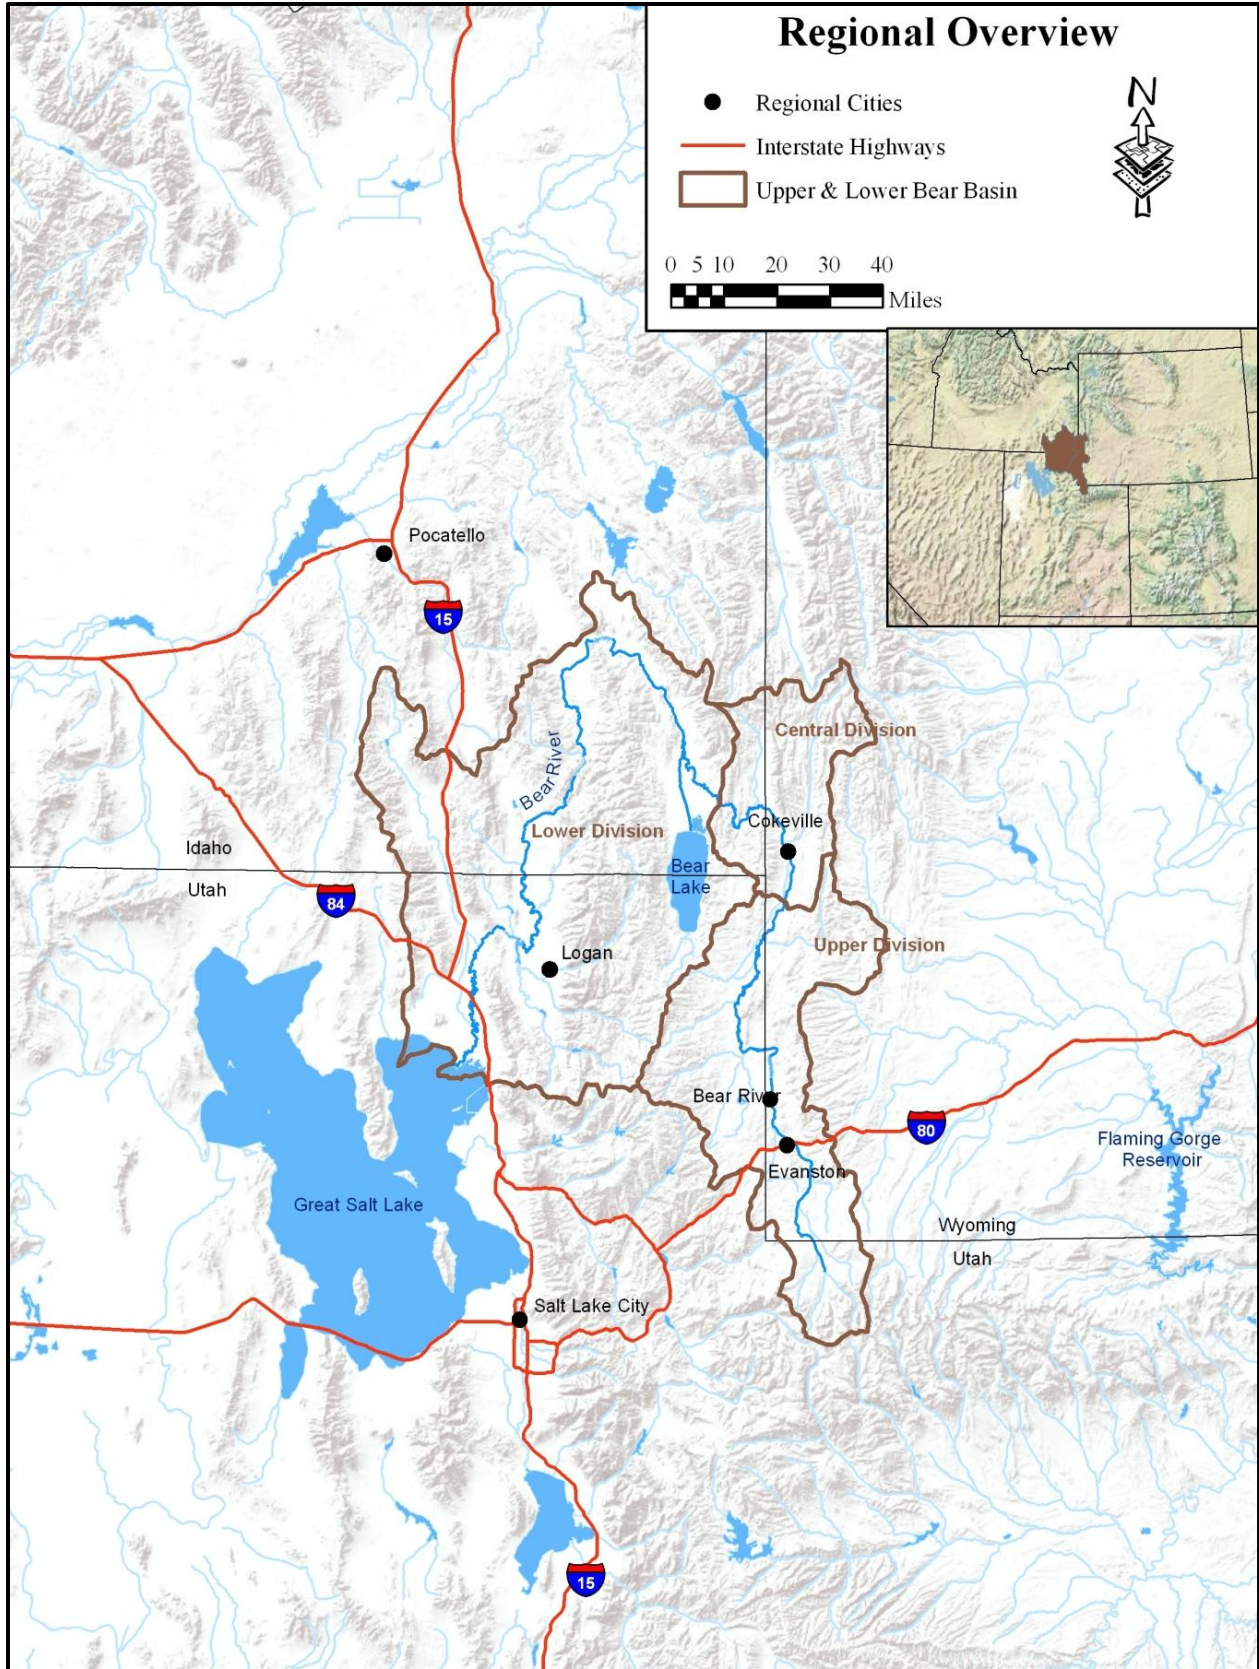 Regional Overview
Regional Cities
N
Interstate Highways
Upper & Lower Bear Basin
0 5 10 20 30 40
Miles
Pocatello
15
Central Division
Bear River
Lower Division
Cokeville
Idaho
Bear
Lake
Utah
84
Upper Division
Logan
Bear River
80
Flaming Gorge
Reservoir
Evanston
Great Salt Lake
Wyoming
Utah
Salt Lake City
15